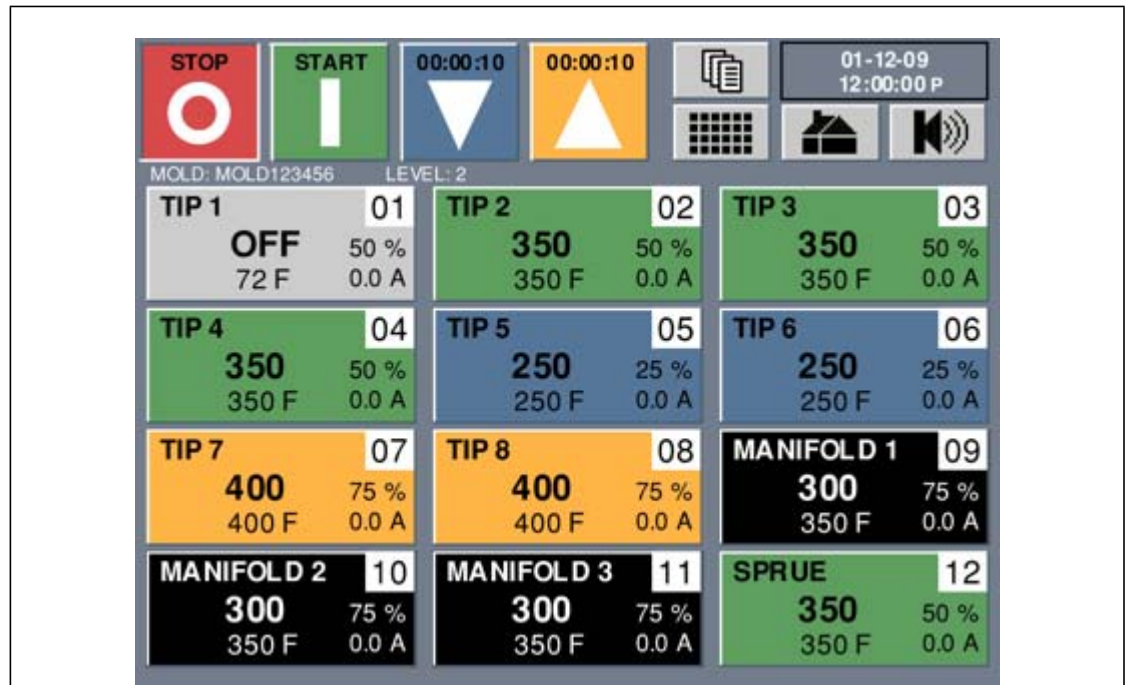 STOP START 00:00:10 00:00:10 01-12-09
12:00:00 P
MOLD: MOLD123456 LEVEL: 2
TIP 1 01 TIP 2 02 TIP 3 03
OFF 50 % 350 50 % 350 50 %
72 F 0.0 A 350 F 0.0 A 350 F 0.0 A
TIP 4 04 TIP 5 05 TIP 6 06
350 50 % 250 25 % 250 25 %
350 F 0.0 A 250 F 0.0 A 250 F 0.0 A
TIP 7 07 TIP 8 08 MANIFOLD 1 09
400 75 % 400 75 % 300 75 %
400 F 0.0 A 400 F 0.0 A 350 F 0.0 A
MANIFOLD 2 10 MANIFOLD 3 11 SPRUE 12
300 75 % 300 75 % 350 50 %
350 F 0.0 A 350 F 0.0 A 350 F 0.0 A